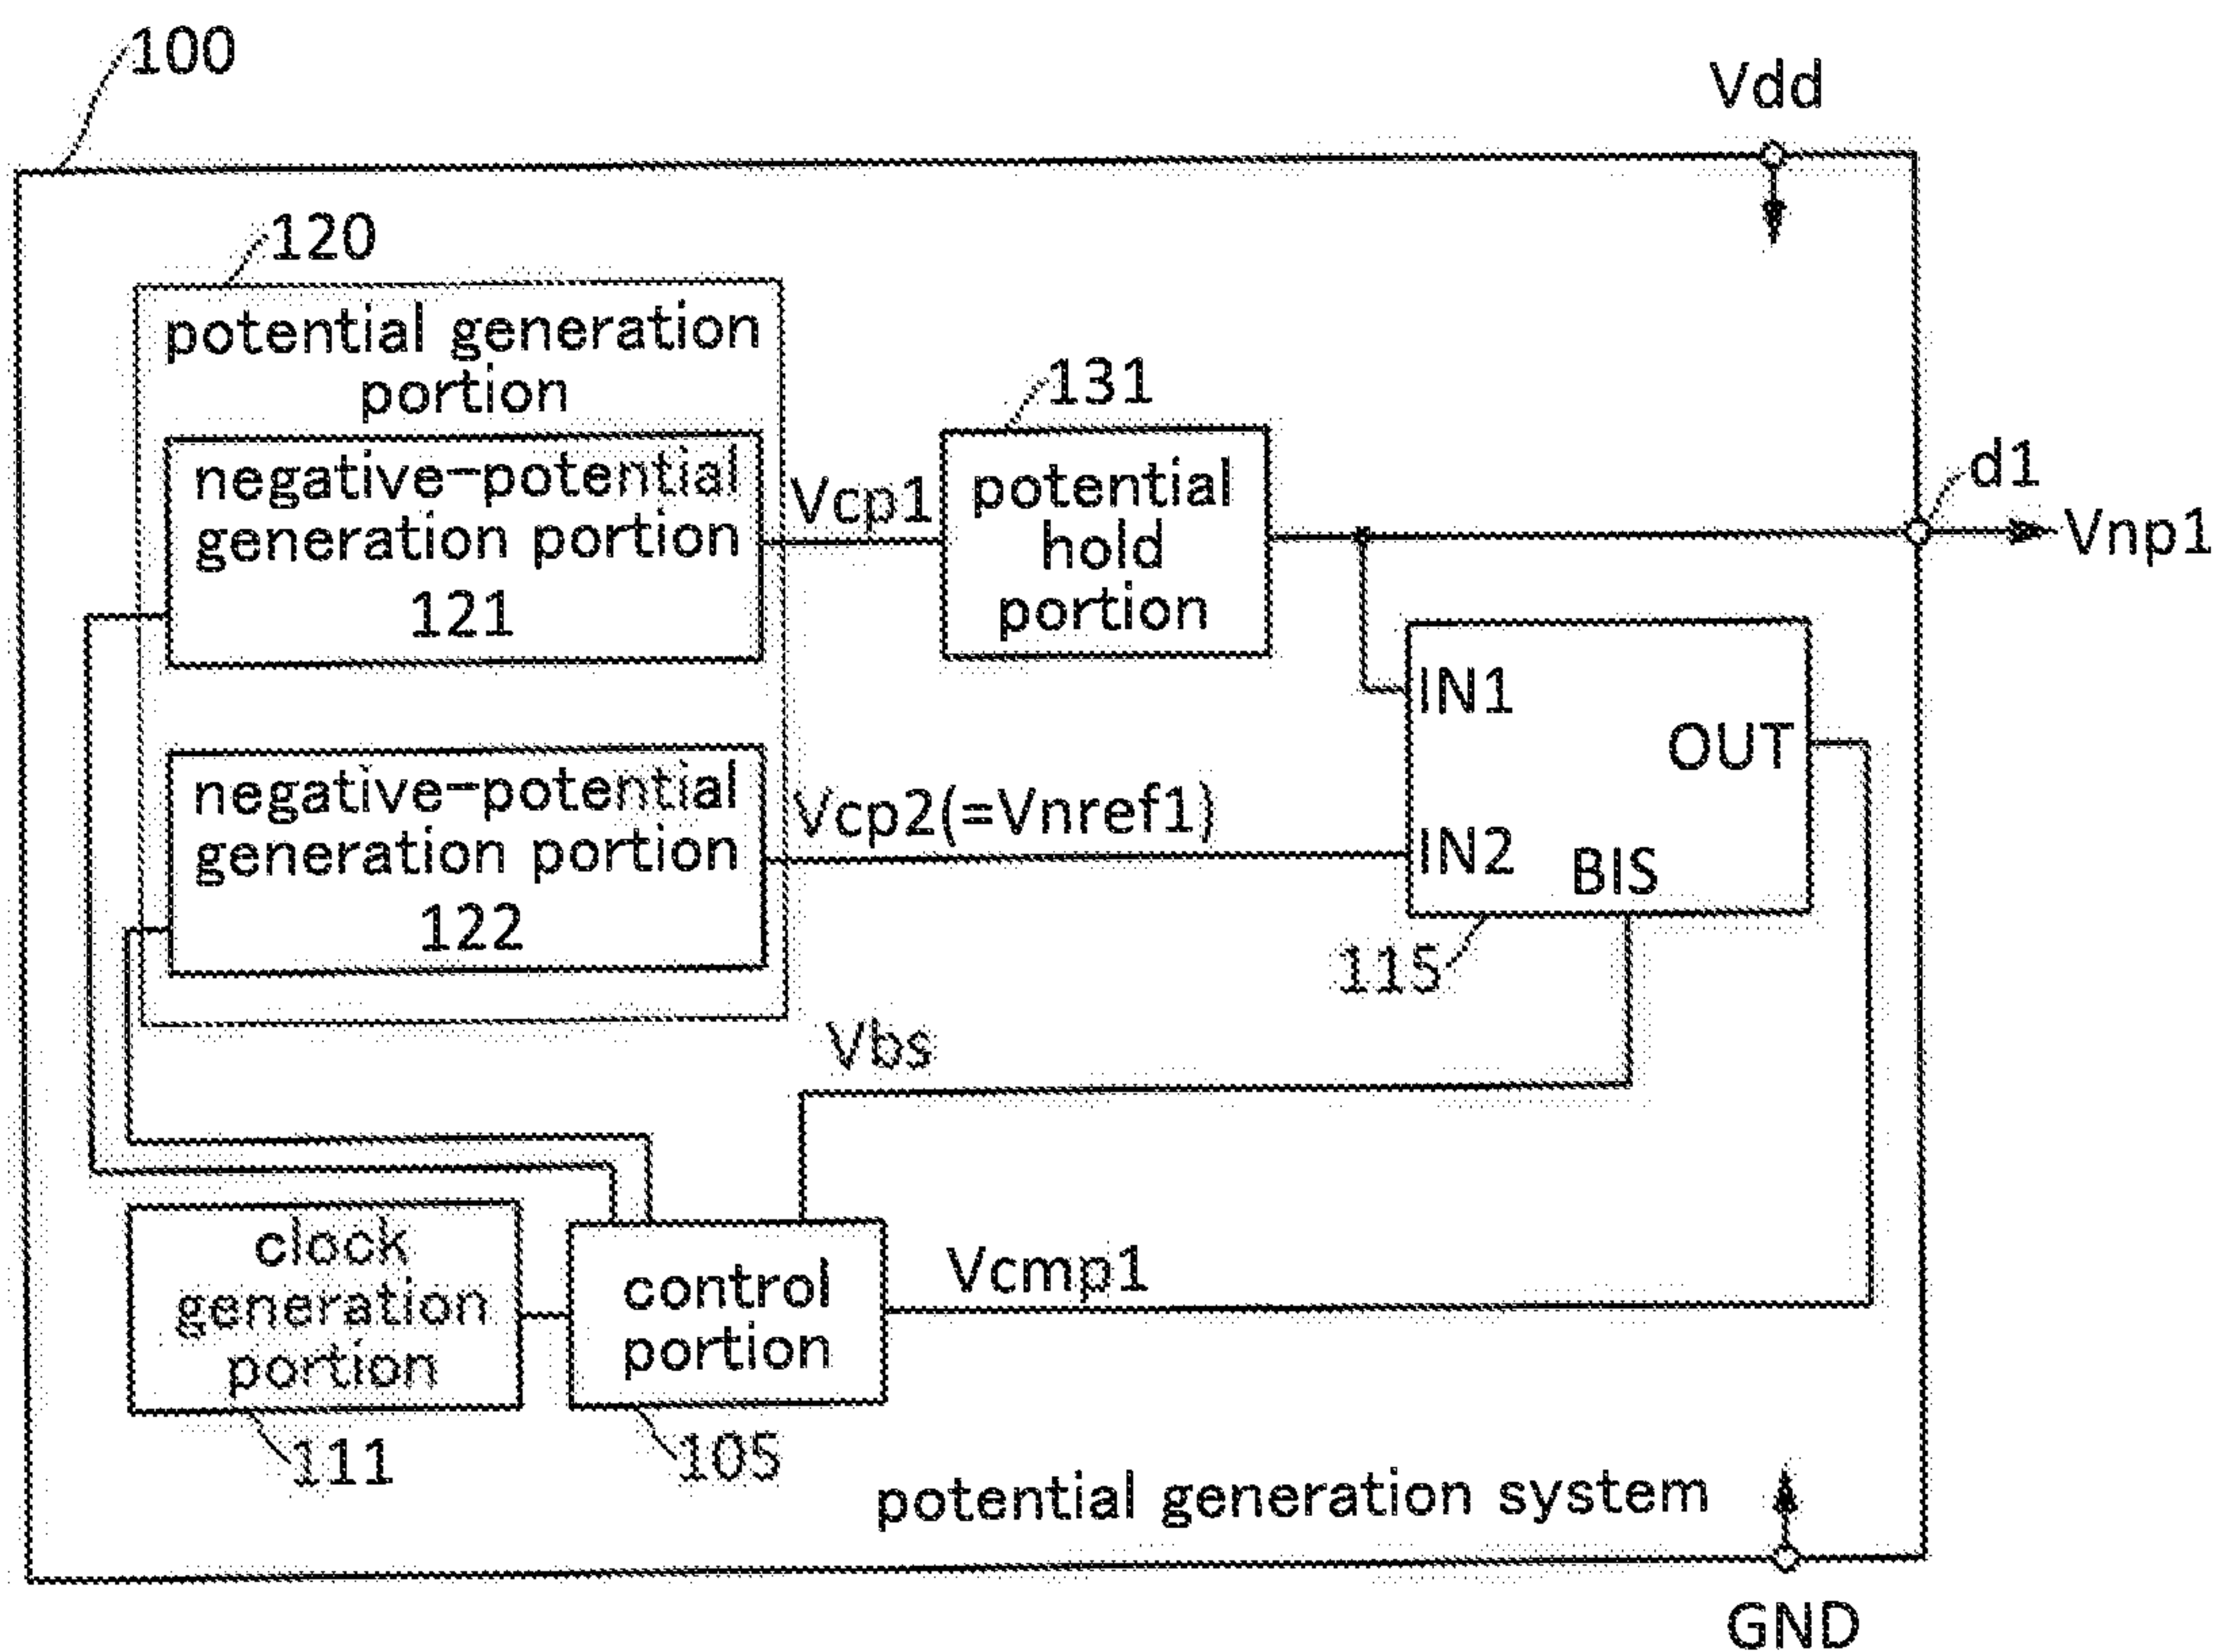 100
Vdd
120
potential generation
portion
131
negative-potential
generation portion
121
Vcp1
potential
hold
portion
d1
Vnp1
IN1
OUT
negative-potential
generation portion
122
Vcp2(=Vnref1)
IN2
BIS
115
Vbs
clock
generation
portion
control
portion
Vcmp1
111
105
potential generation system
GND